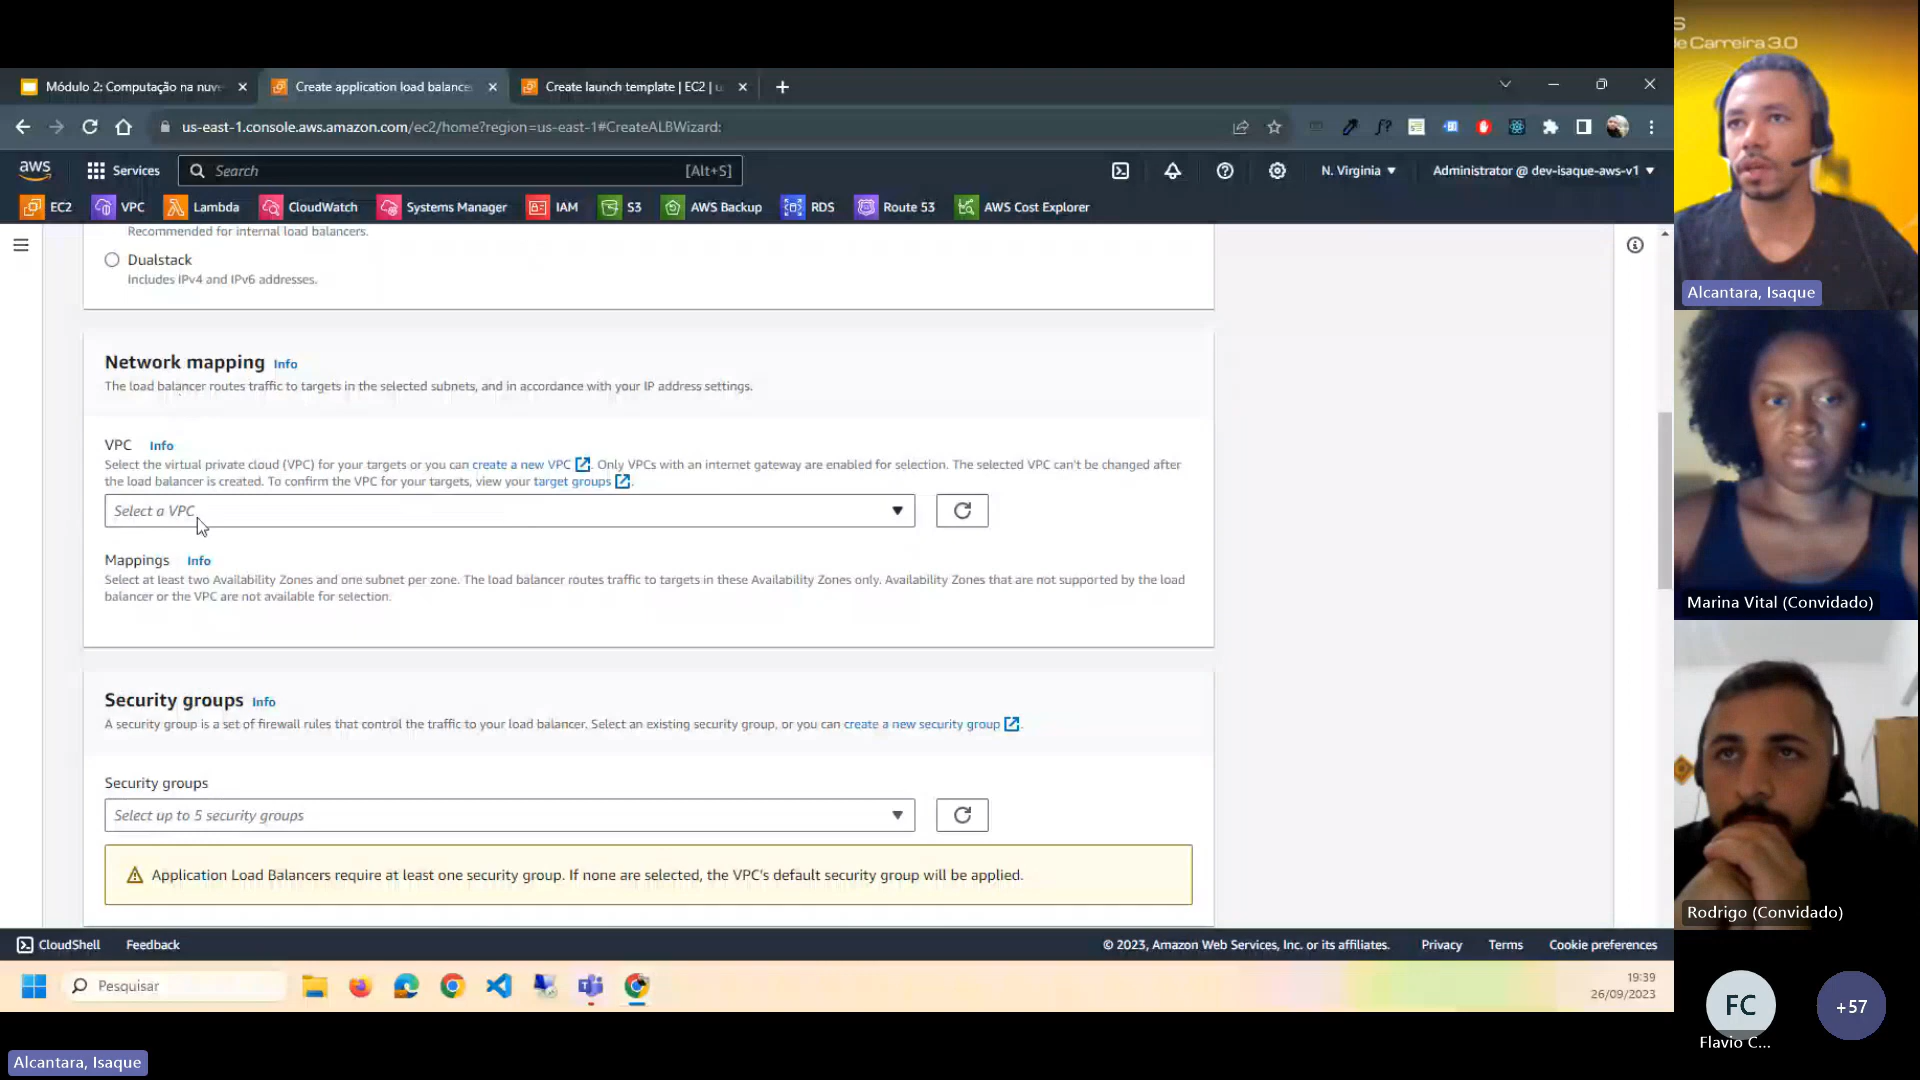 S
e Carreira 3.0
Módulo 2: Computação na nuv
Create application load balance
Create launch template | EC2 | u
us-east-1.console.aws.amazon.com/ec2/home?region=us-east-1#CreateALBWizard:
aws
Services
Search
[Alt+S]
N. Virginia
Administrator @ dev-isaque-aws-v1
EC2
VPC
Lambda
CloudWatch
Systems Manager
IAM
S3
AWS Backup
RDS
Route 53
AWS Cost Explorer
Recommended for internal load balancers.
Dualstack
Includes IPv4 and IPv6 addresses.
Network mapping Info
The load balancer routes traffic to targets in the selected subnets, and in accordance with your IP address settings.
VPC Info
Select the virtual private cloud (VPC) for your targets or you can create a new VPC. Only VPCs with an internet gateway are enabled for selection. The selected VPC can't be changed after
the load balancer is created. To confirm the VPC for your targets, view your target groups.
Select a VPC
Mappings Info
Select at least two Availability Zones and one subnet per zone. The load balancer routes traffic to targets in these Availability Zones only. Availability Zones that are not supported by the load
balancer or the VPC are not available for selection.
Security groups Info
A security group is a set of firewall rules that control the traffic to your load balancer. Select an existing security group, or you can create a new security group.
Security groups
Select up to 5 security groups
Application Load Balancers require at least one security group. If none are selected, the VPC's default security group will be applied.
CloudShell
Feedback
© 2023, Amazon Web Services, Inc. or its affiliates.
Privacy
Terms
Cookie preferences
Pesquisar
19:39
26/09/2023
Alcantara, Isaque
Marina Vital (Convidado)
Rodrigo (Convidado)
FC
Flavio C...
+57
Alcantara, Isaque